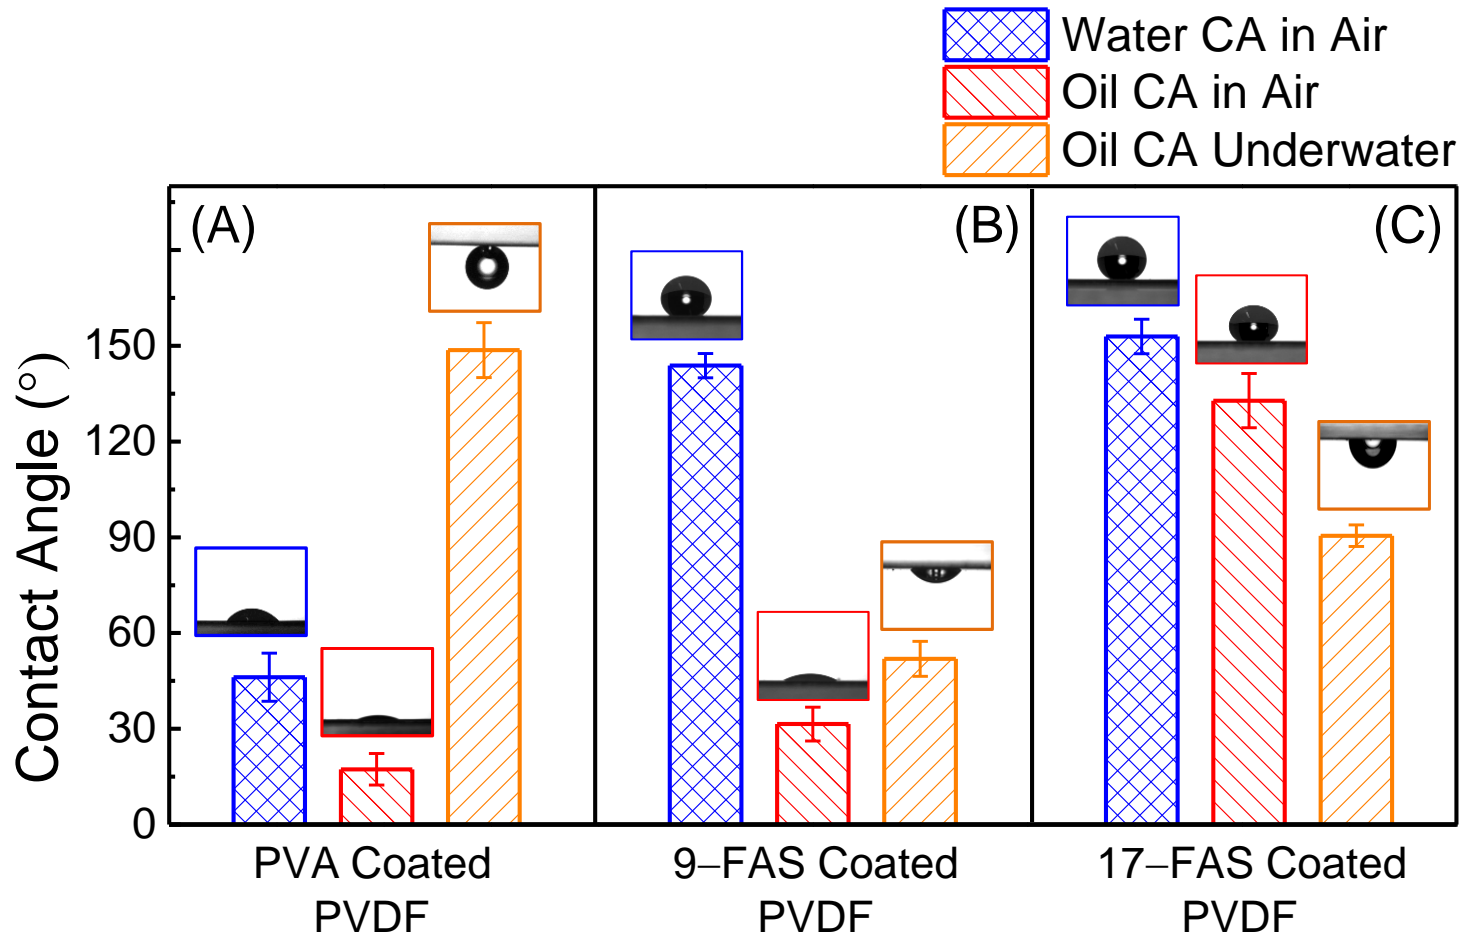 Water CA in Air
Oil CA in Air
Oil CA Underwater
(A)
(B)
(C)
Contact Angle (°)
150
120
90
60
30
0
PVA Coated
PVDF
9–FAS Coated
PVDF
17–FAS Coated
PVDF